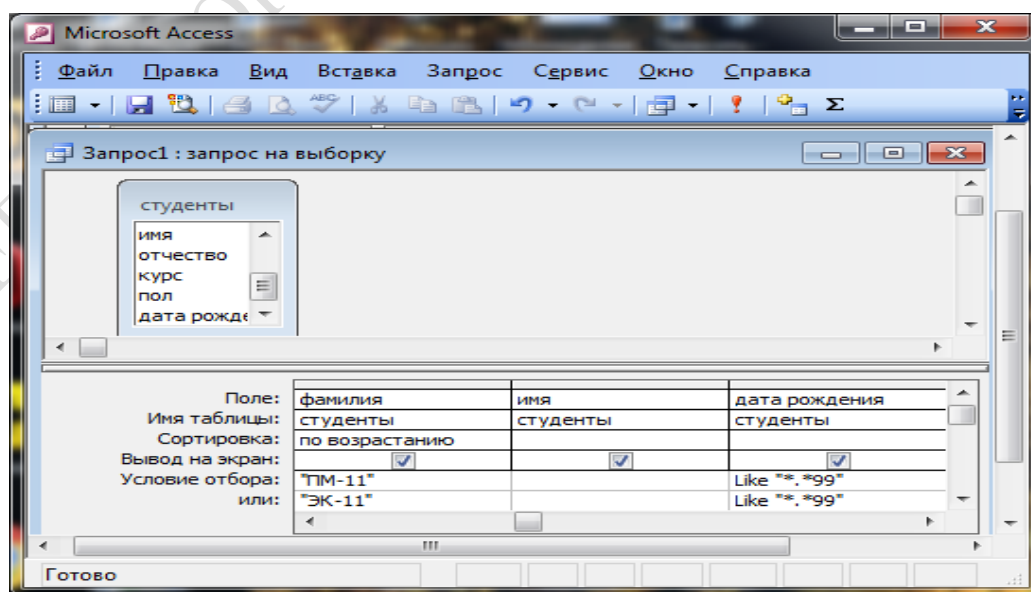 Microsoft Access
Файл Правка Вид Вставка Запрос Сервис Окно Справка
ABC Σ
Запрос1 : запрос на выборку
студенты
имя
отчество
курс
пол
дата рожде
Поле: фамилия имя дата рождения
Имя таблицы: студенты студенты студенты
Сортировка: по возрастанию
Вывод на экран:
Условие отбора: "ПМ-11" Like "*.*99"
или: "ЭК-11" Like "*.*99"
Готово